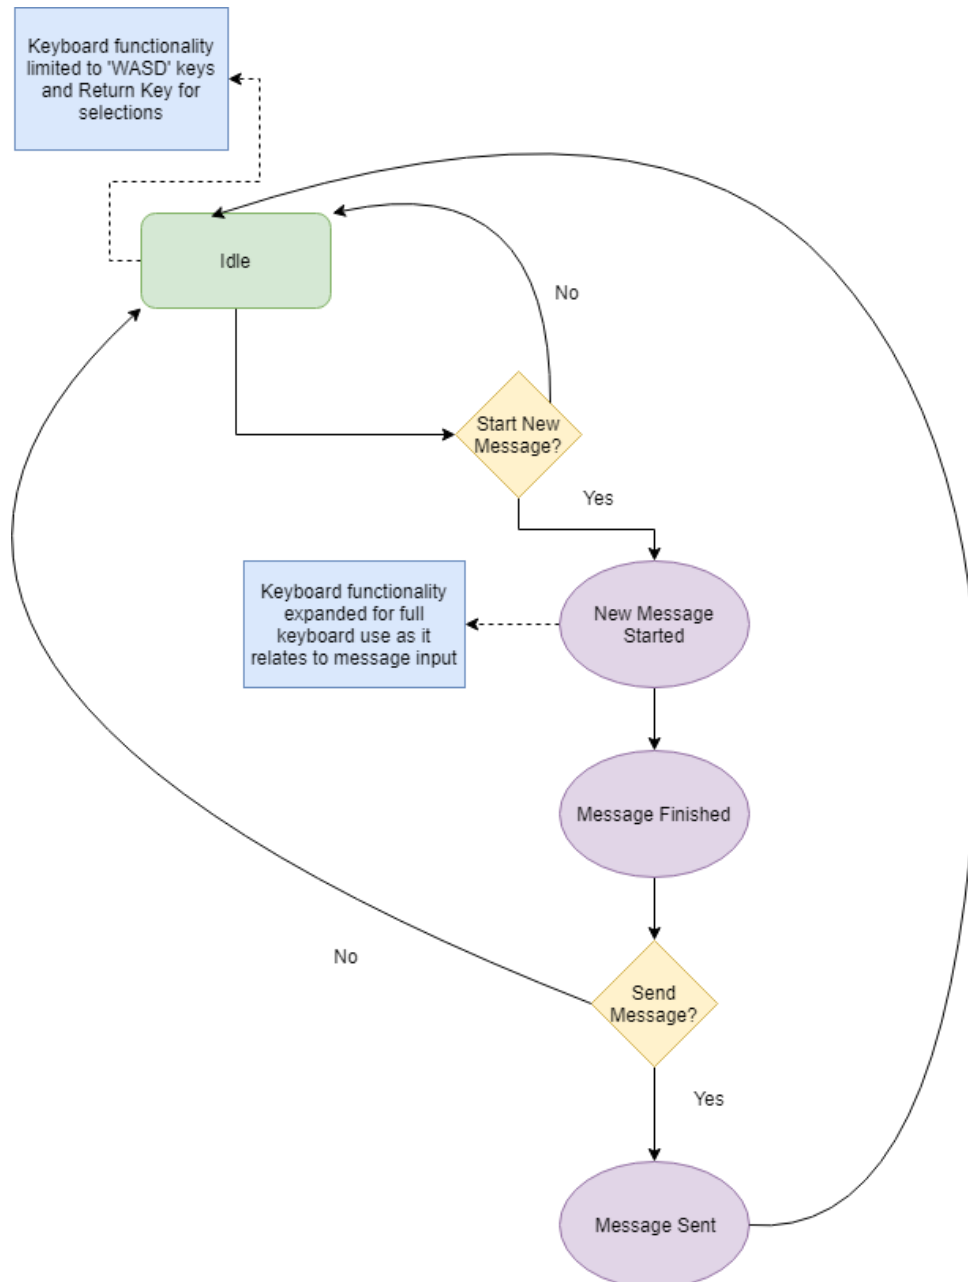 Keyboard functionality
limited to 'WASD' keys
and Return Key for
selections
Idle
No
Start New
Message?
Yes
Keyboard functionality
expanded for full
keyboard use as it
relates to message input
New Message
Started
Message Finished
No
Send
Message?
Yes
Message Sent